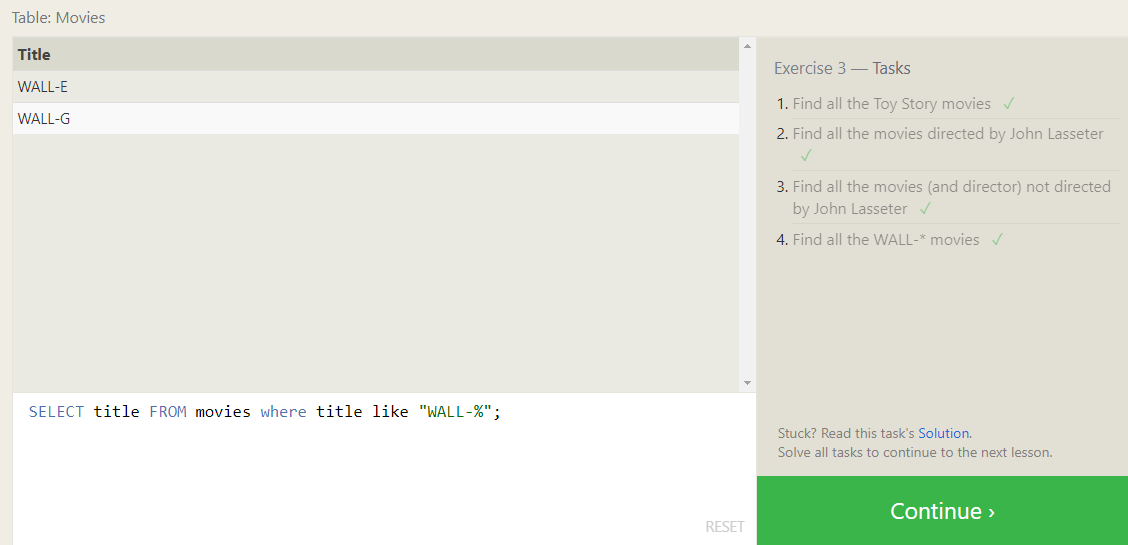 Table: Movies
Title
WALL-E
WALL-G
SELECT title FROM movies where title like "WALL-%";
RESET
Exercise 3 — Tasks
1. Find all the Toy Story movies ✓
2. Find all the movies directed by John Lasseter
✓
3. Find all the movies (and director) not directed
by John Lasseter ✓
4. Find all the WALL-* movies ✓
Stuck? Read this task's Solution.
Solve all tasks to continue to the next lesson.
Continue ›